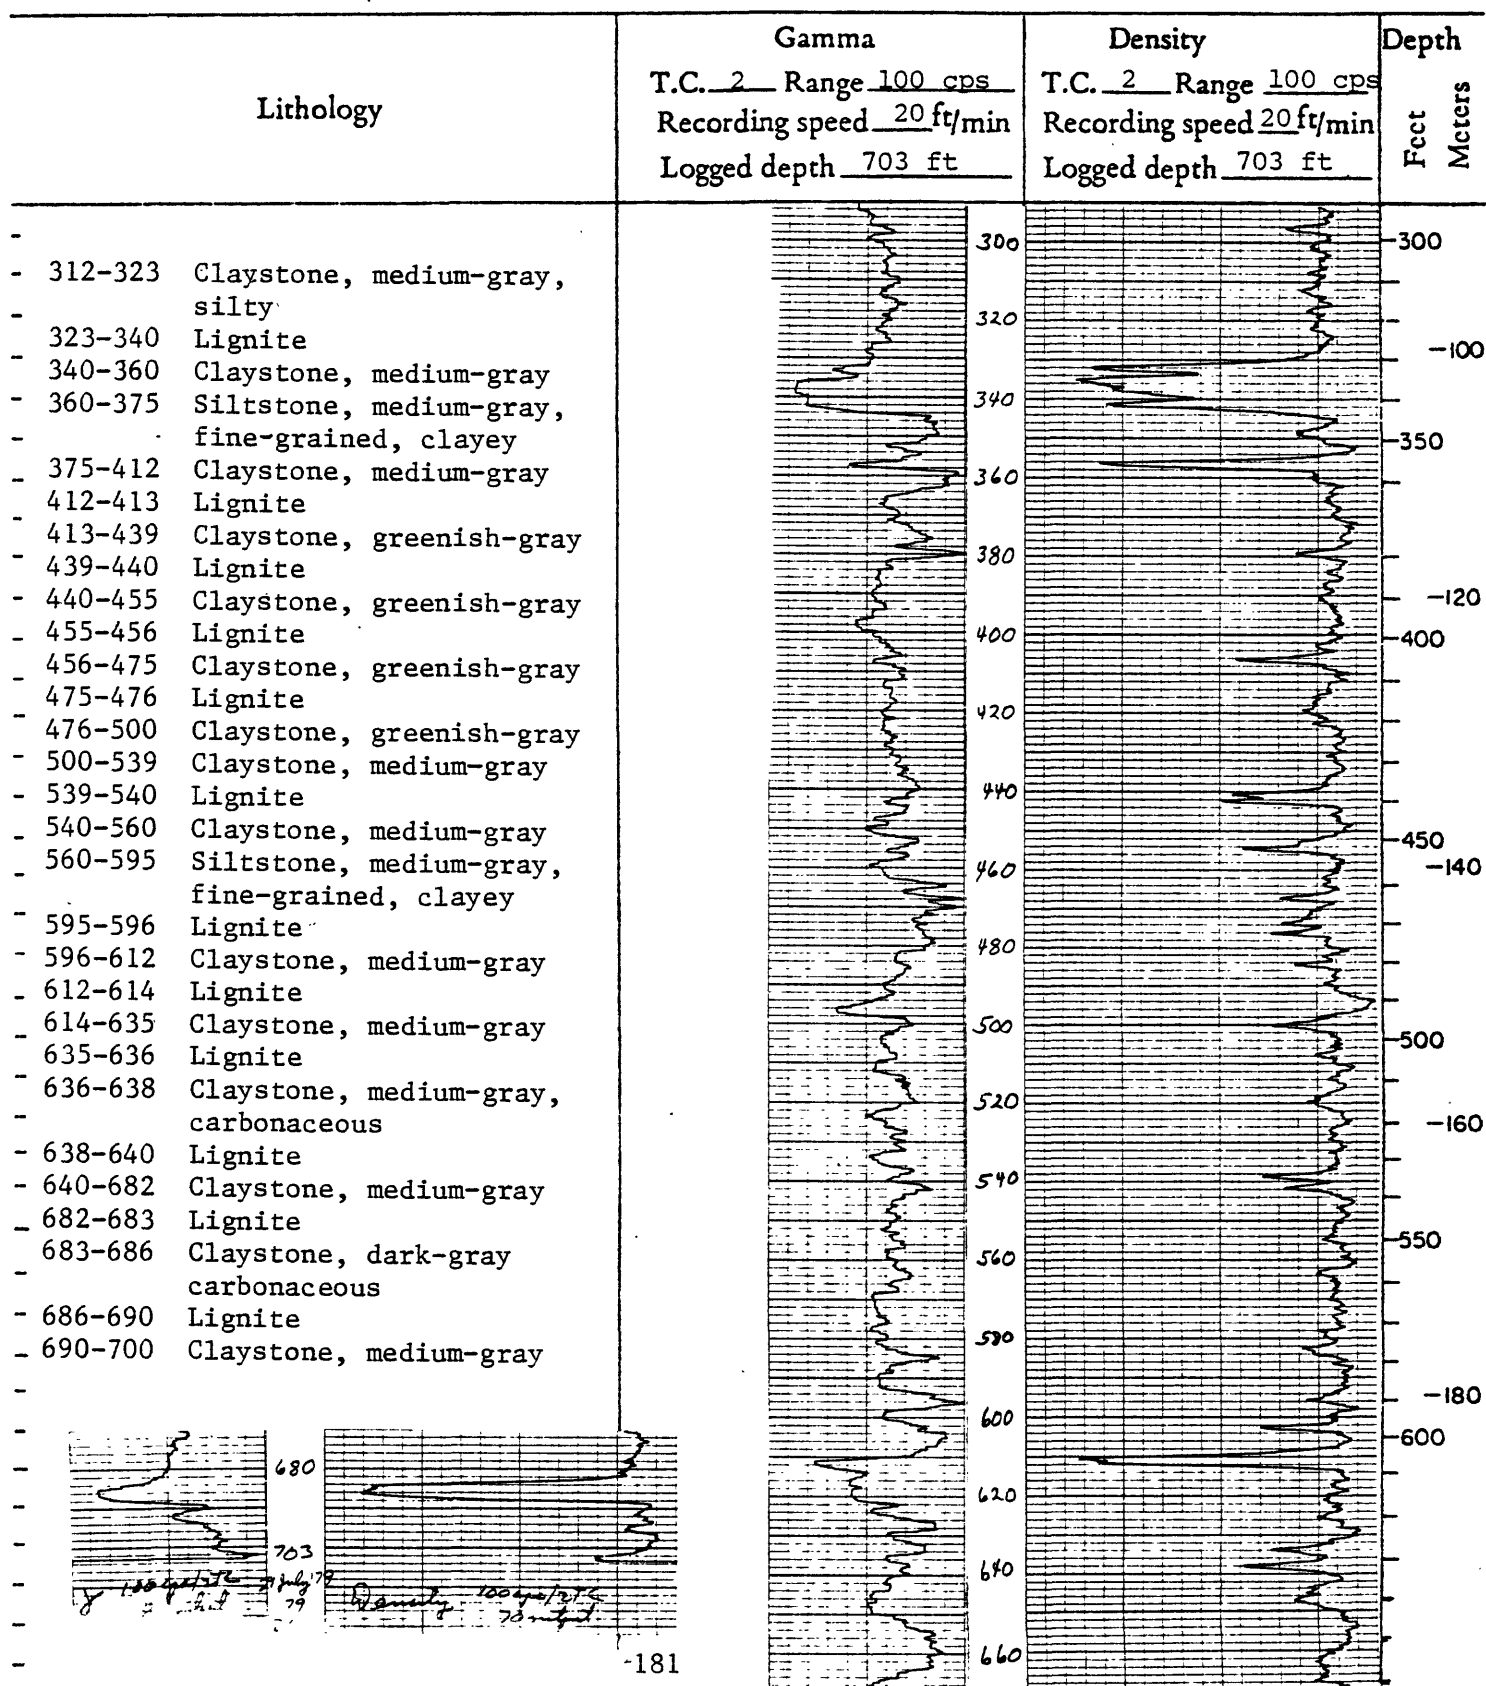 Lithology
Gamma
T.C. 2 Range 100 cps
Recording speed 20 ft/min
Logged depth 703 ft
Density
T.C. 2 Range 100 cps
Recording speed 20 ft/min
Logged depth 703 ft
Depth
Feet
Meters
312-323 Claystone, medium-gray,
silty
323-340 Lignite
340-360 Claystone, medium-gray
360-375 Siltstone, medium-gray,
fine-grained, clayey
375-412 Claystone, medium-gray
412-413 Lignite
413-439 Claystone, greenish-gray
439-440 Lignite
440-455 Claystone, greenish-gray
455-456 Lignite
456-475 Claystone, greenish-gray
475-476 Lignite
476-500 Claystone, greenish-gray
500-539 Claystone, medium-gray
539-540 Lignite
540-560 Claystone, medium-gray
560-595 Siltstone, medium-gray,
fine-grained, clayey
595-596 Lignite
596-612 Claystone, medium-gray
612-614 Lignite
614-635 Claystone, medium-gray
635-636 Lignite
636-638 Claystone, medium-gray,
carbonaceous
638-640 Lignite
640-682 Claystone, medium-gray
682-683 Lignite
683-686 Claystone, dark-gray
carbonaceous
686-690 Lignite
690-700 Claystone, medium-gray
680
703
100 cps/2TC
July 79
79
Density 100 cps/2TC
181
300
320
340
360
380
400
420
440
460
480
500
520
540
560
580
600
620
640
660
300
-100
350
-120
400
450
-140
500
-160
550
-180
600